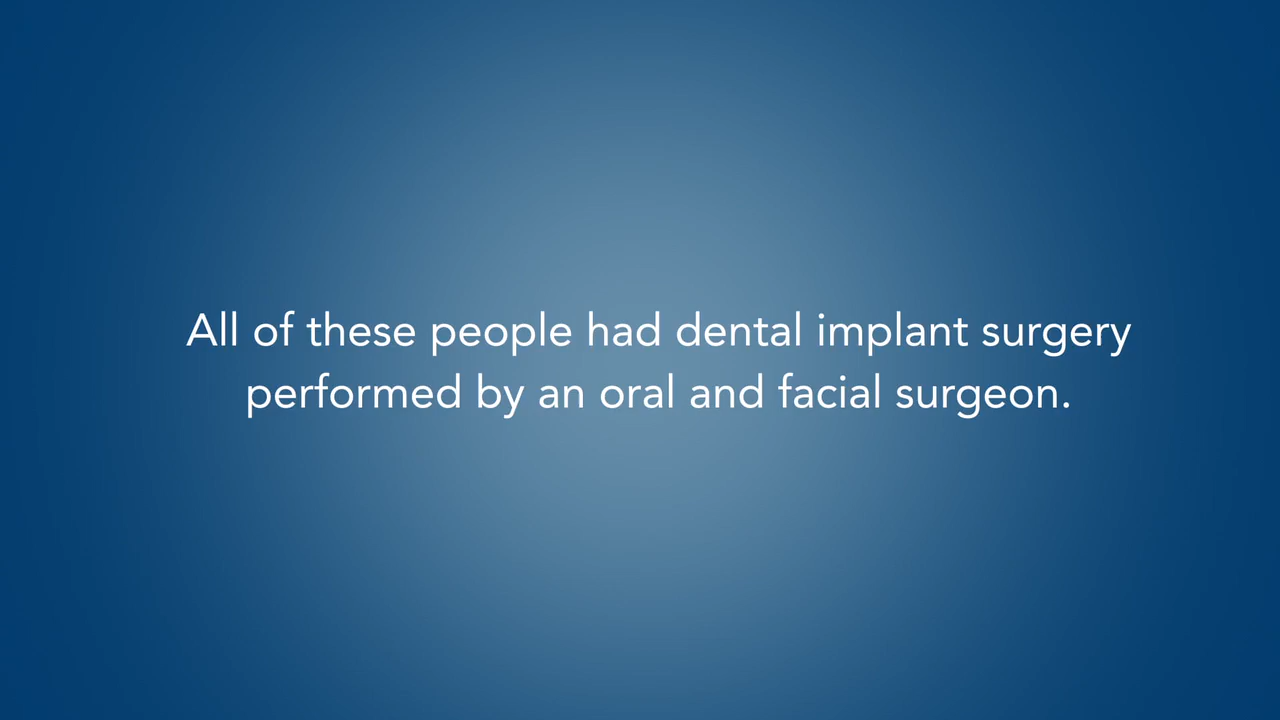 All of these people had dental implant surgery
performed by an oral and facial surgeon.